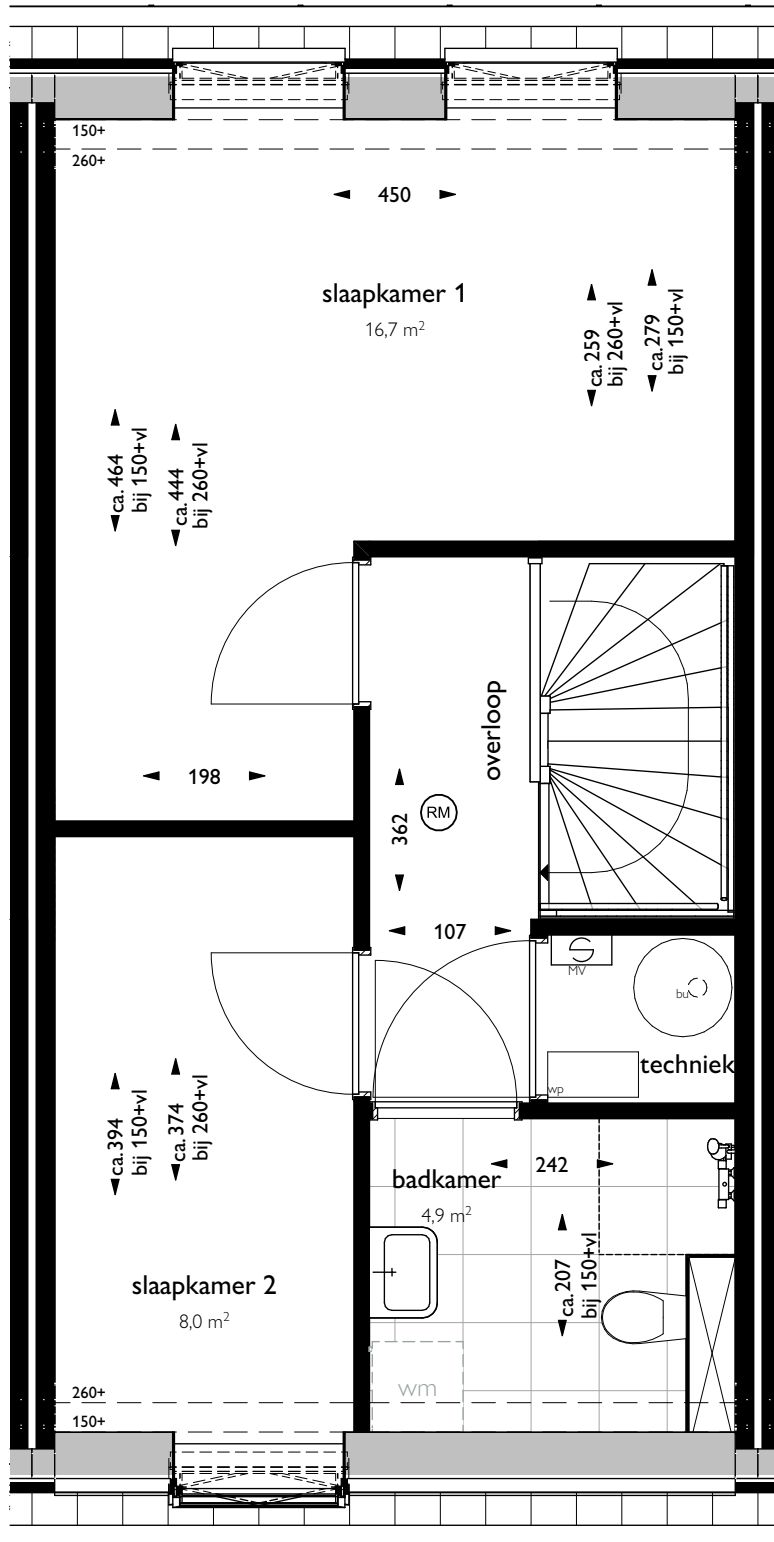 150+
260+
450
slaapkamer 1
16,7 m²
ca.259
bij 260+vl
ca.279
bij 150+vl
ca.464
bij 150+vl
ca.444
bij 260+vl
overloop
198
362
RM
107
MV
bu
techniek
wp
ca.394
bij 150+vl
ca.374
bij 260+vl
badkamer
4,9 m²
242
ca.207
bij 150+vl
slaapkamer 2
8,0 m²
wm
260+
150+